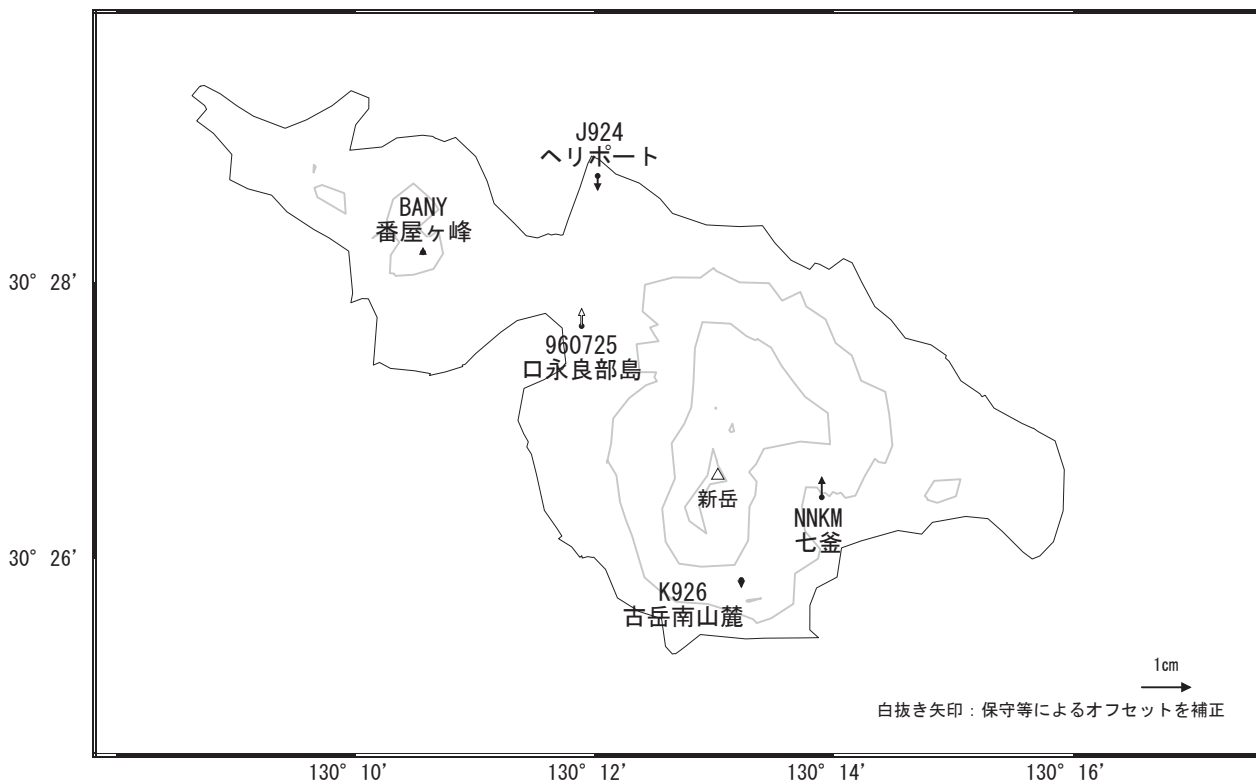 J924
ヘリポート
BANY
番屋ヶ峰
30° 28'
960725
口永良部島
新岳
NNKM
七釜
30° 26'
K926
古岳南山麓
1cm
白抜き矢印：保守等によるオフセットを補正
130° 10'
130° 12'
130° 14'
130° 16'